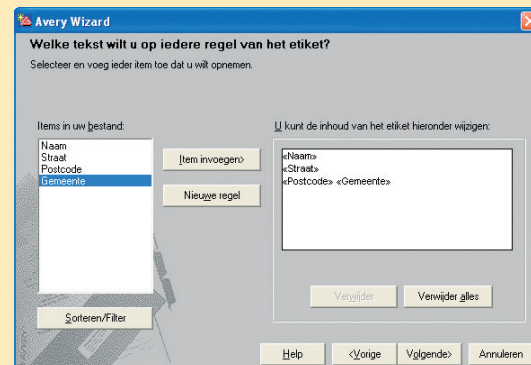 Avery Wizard
Welke tekst wilt u op iedere regel van het etiket?
Selecteer en voeg ieder item toe dat u wilt opnemen.
Items in uw bestand:
Naam
Straat
Postcode
Gemeente
Item invoegen>
Nieuwe regel
Sorteren/Filter
U kunt de inhoud van het etiket hieronder wijzigen:
«Naam»
«Straat»
«Postcode» «Gemeente»
Verwijder
Verwijder alles
Help
<Vorige
Volgende>
Annuleren